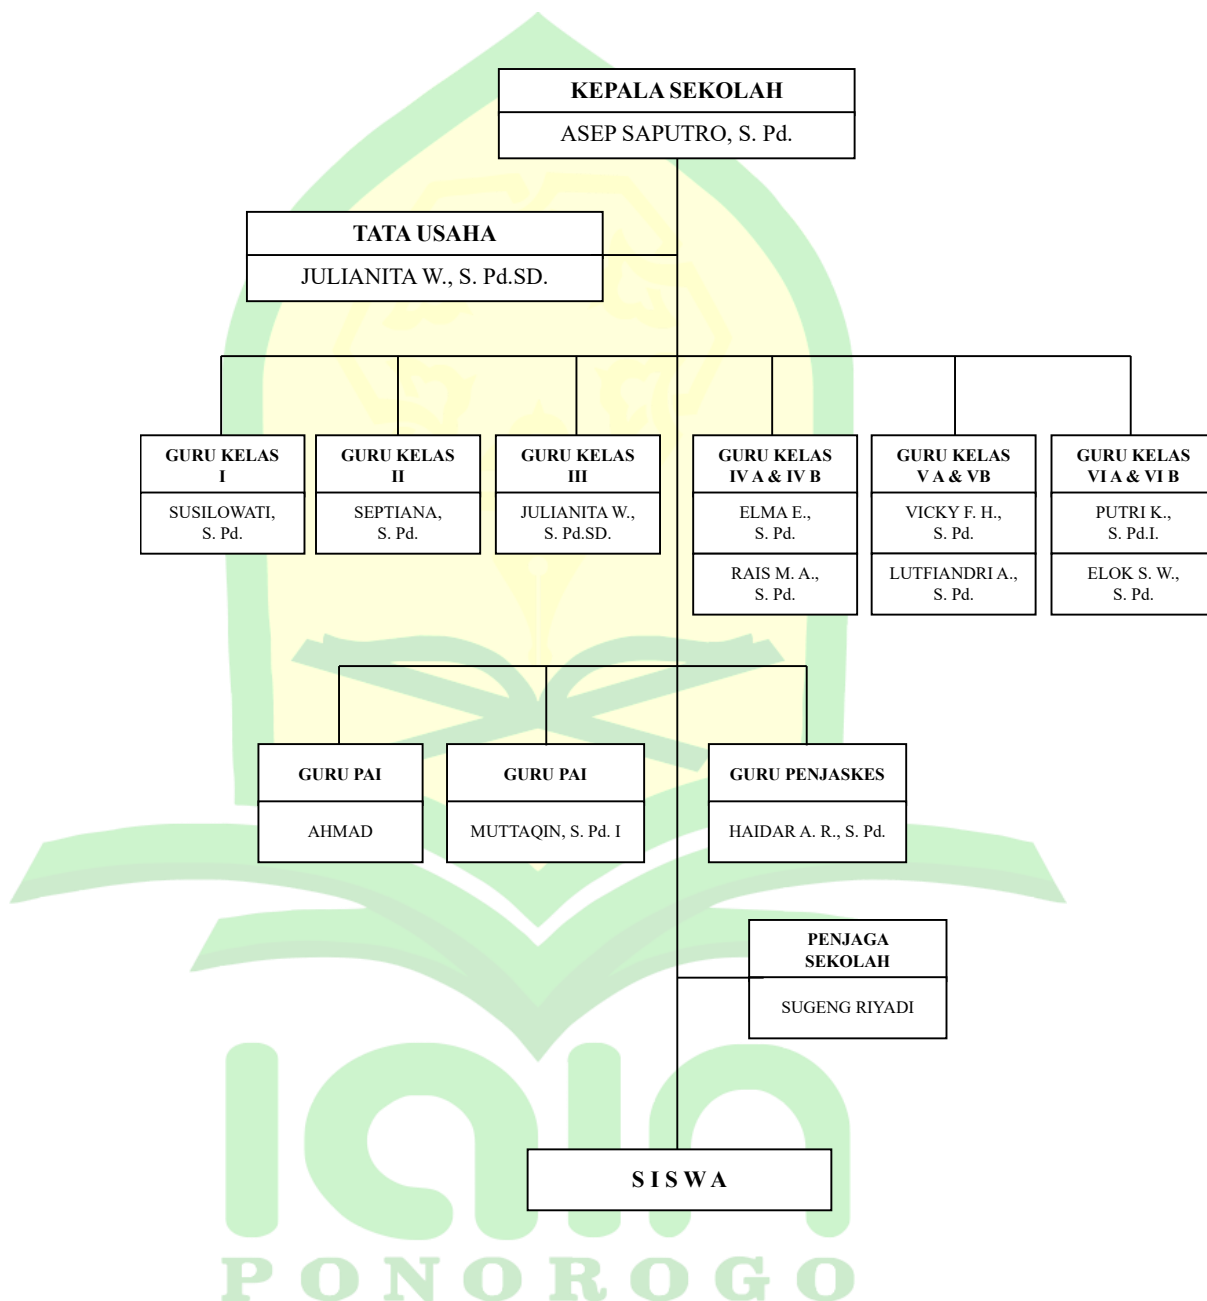 KEPALA SEKOLAH
ASEP SAPUTRO, S. Pd.
TATA USAHA
JULIANITA W., S. Pd.SD.
GURU KELAS
I
SUSILOWATI,
S. Pd.
GURU KELAS
II
SEPTIANA,
S. Pd.
GURU KELAS
III
JULIANITA W.,
S. Pd.SD.
GURU KELAS
IV A & IV B
ELMA E.,
S. Pd.
RAIS M. A.,
S. Pd.
GURU KELAS
V A & VB
VICKY F. H.,
S. Pd.
LUTFIANDRI A.,
S. Pd.
GURU KELAS
VI A & VI B
PUTRI K.,
S. Pd.I.
ELOK S. W.,
S. Pd.
GURU PAI
AHMAD
GURU PAI
MUTTAQIN, S. Pd. I
GURU PENJASKES
HAIDAR A. R., S. Pd.
PENJAGA
SEKOLAH
SUGENG RIYADI
S I S W A
iain
PONOROGO